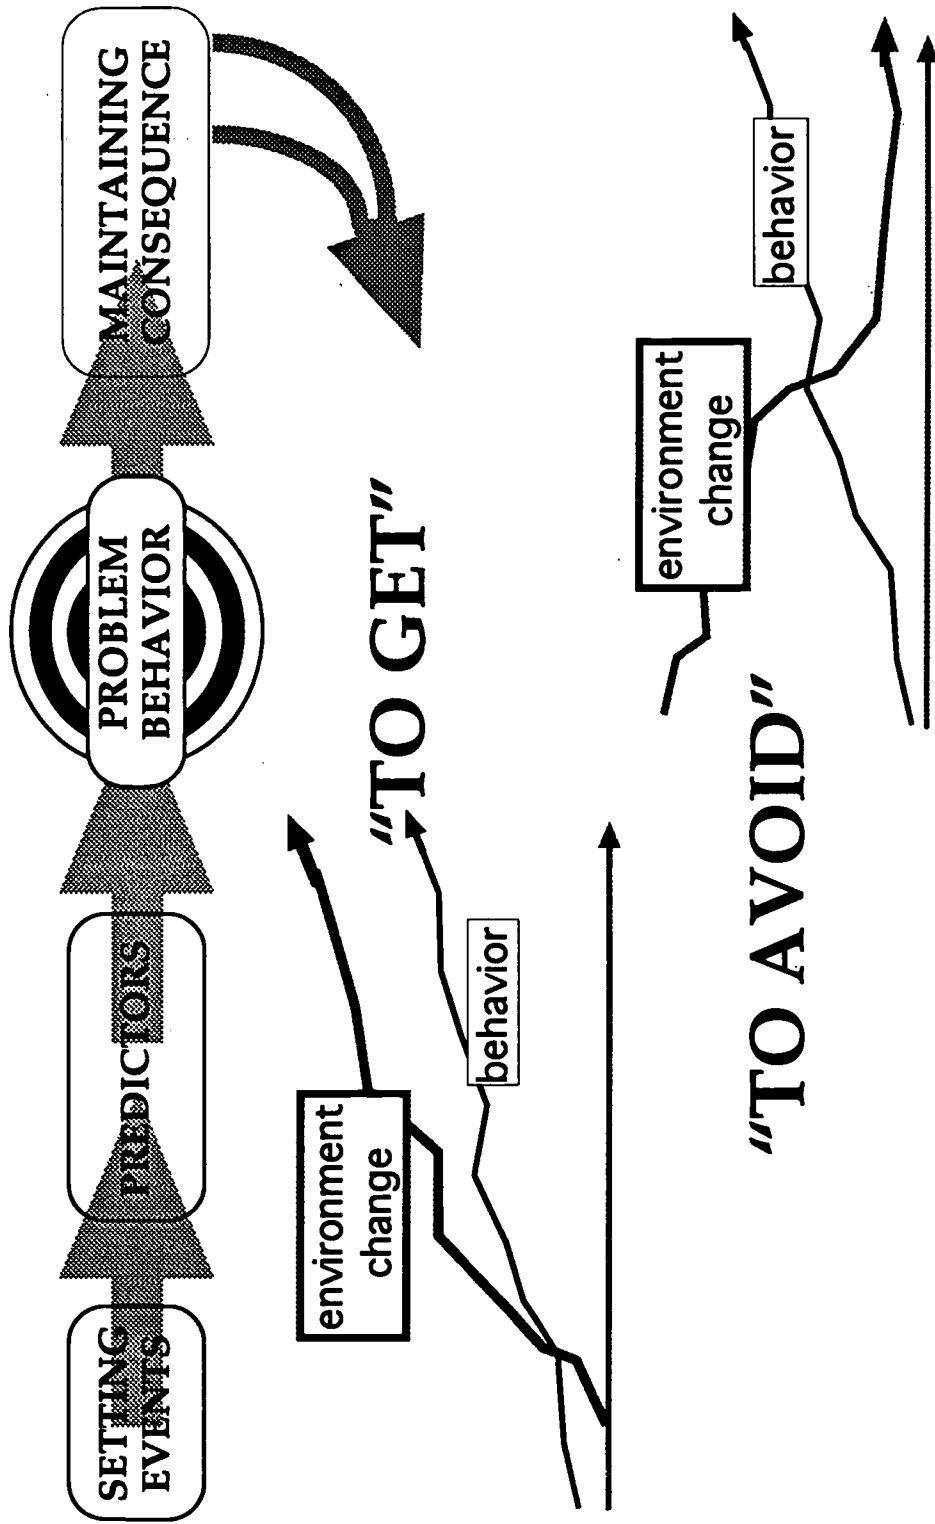 SETTING
EVENTS
PREDICTORS
PROBLEM
BEHAVIOR
MAINTAINING
CONSEQUENCE
"TO GET"
environment
change
behavior
"TO AVOID"
environment
change
behavior